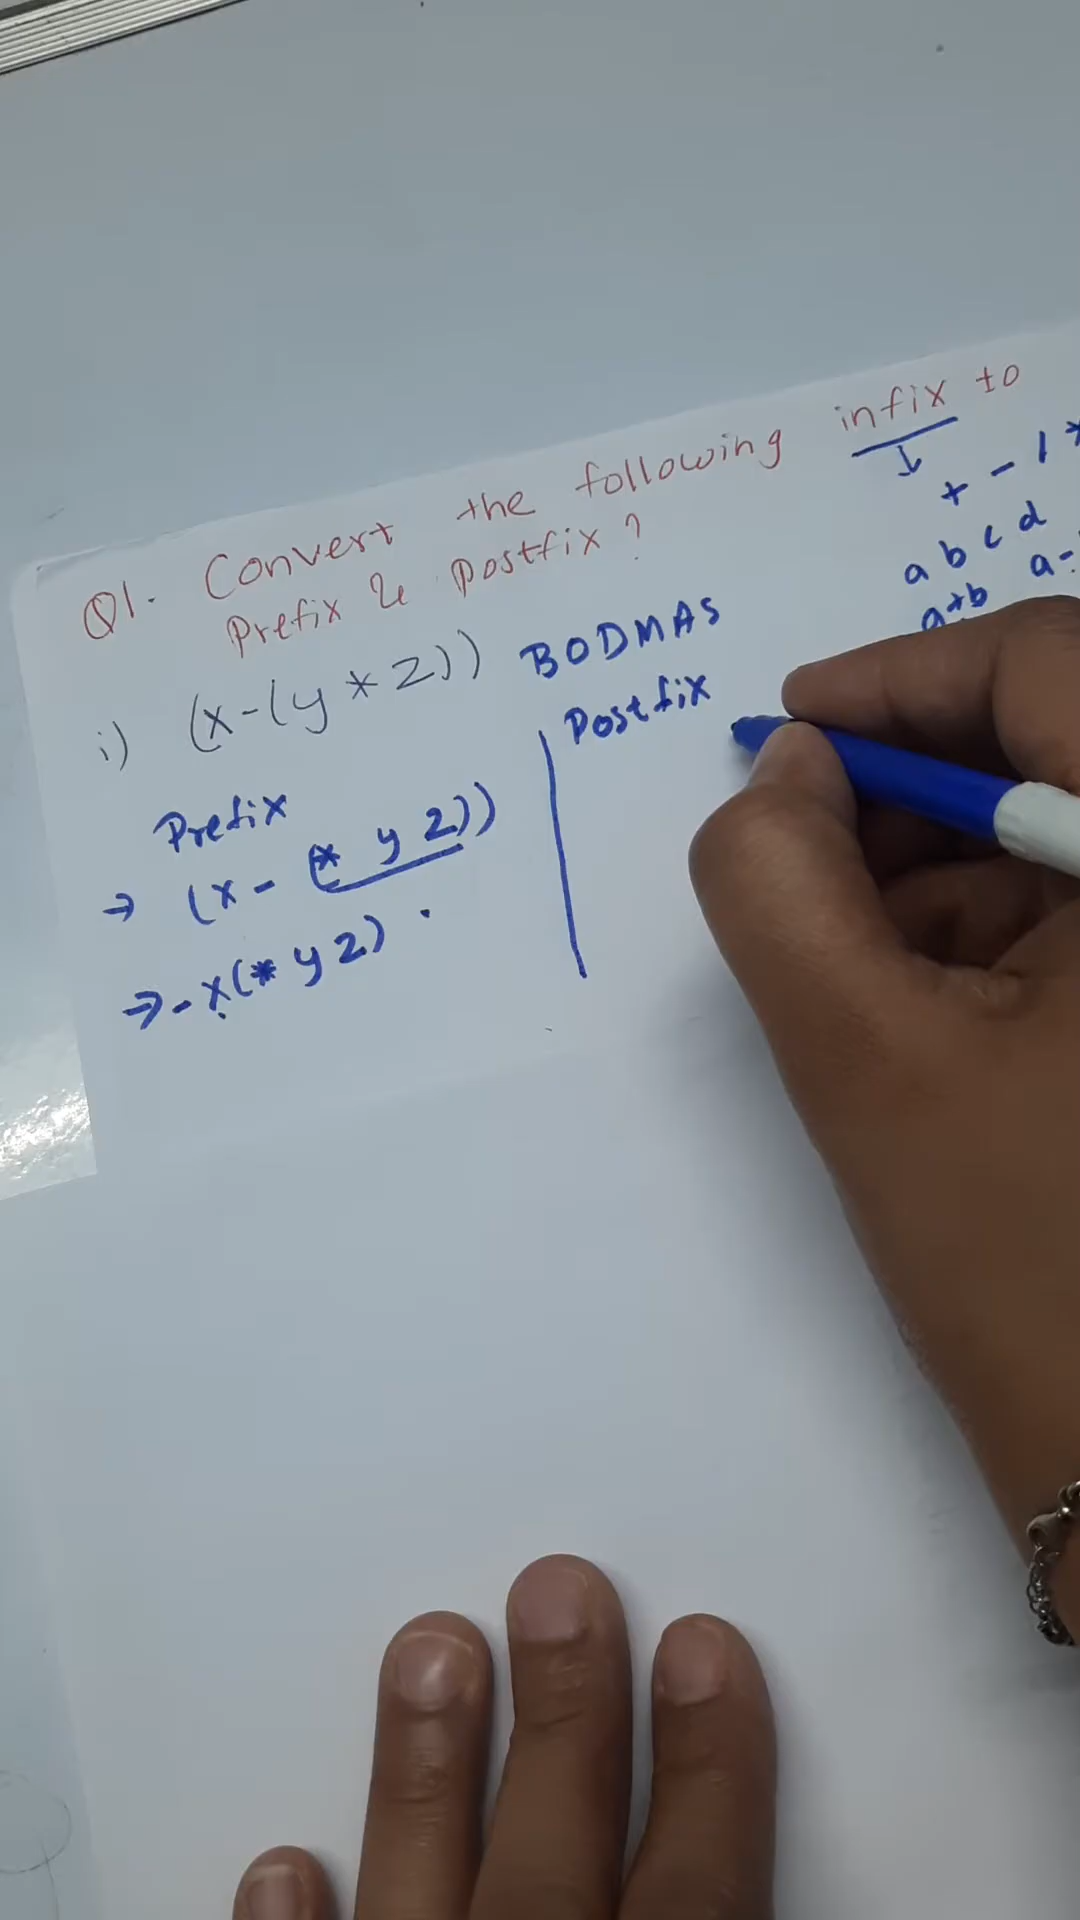 Q1. Convert the following infix to
Prefix & Postfix ?
↓
+ - / *
a b c d
a+b a-
i) (x-(y*z)) BODMAS
Prefix
→ (x - (* y z))
→ - x(* y z) .
Postfix